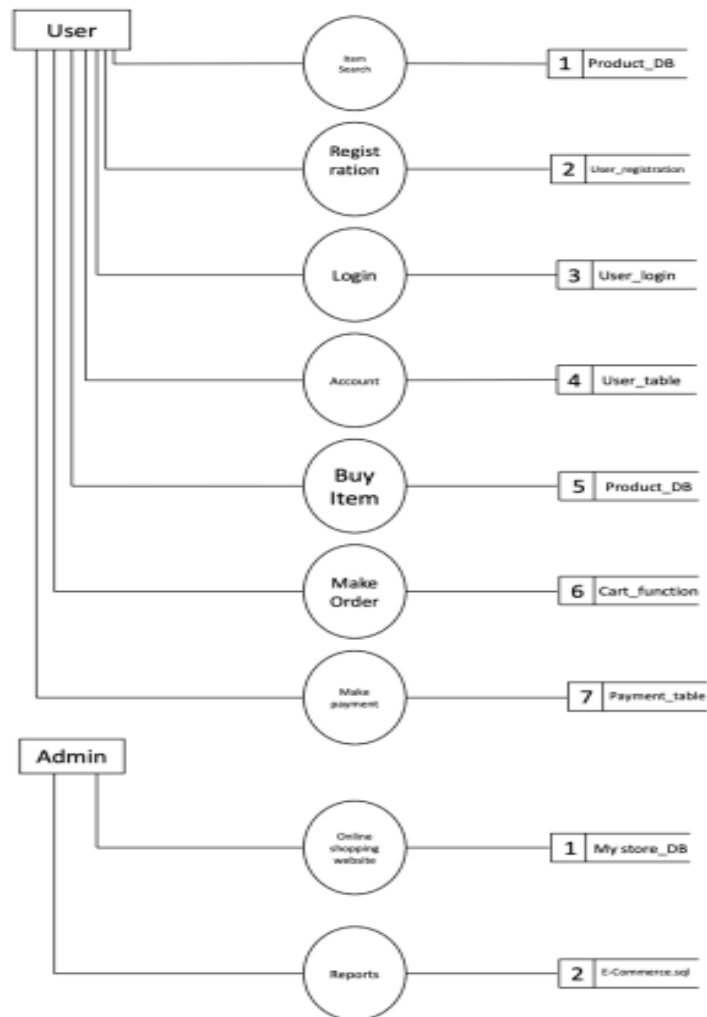 User
Item
Search
1 Product_DB
Regist
ration
2 User_registration
Login
3 User_login
Account
4 User_table
Buy
Item
5 Product_DB
Make
Order
6 Cart_function
Make
payment
7 Payment_table
Admin
Online
shopping
website
1 My store_DB
Reports
2 E-Commerce.sql